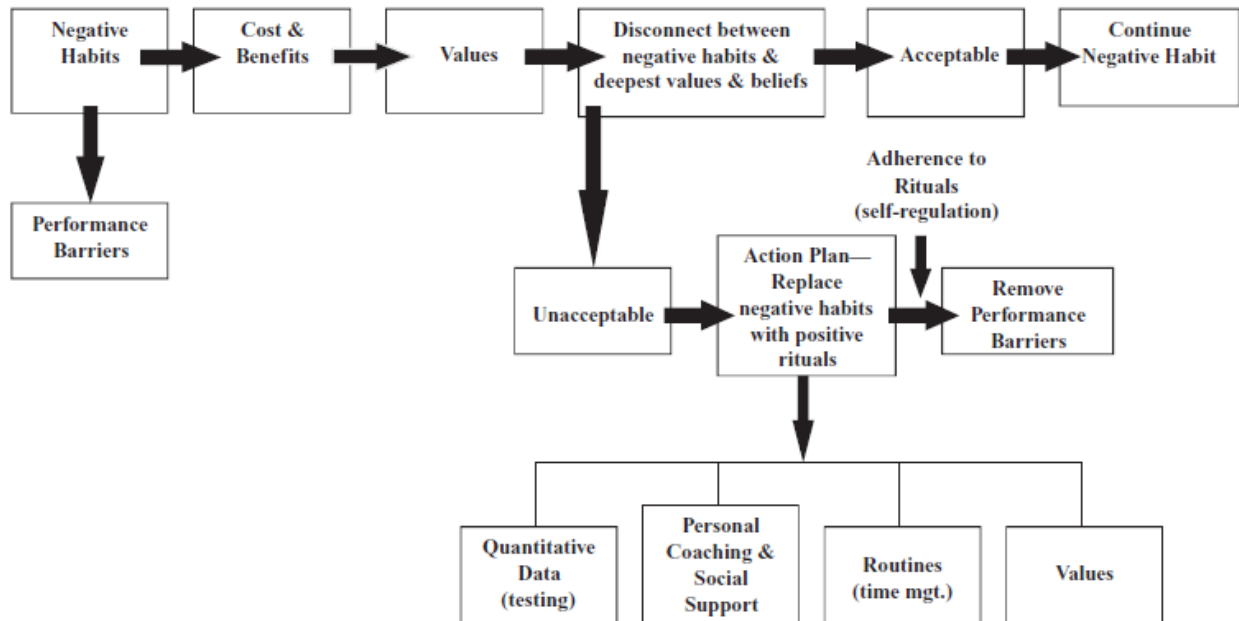 Negative
Habits
Cost &
Benefits
Values
Disconnect between
negative habits &
deepest values & beliefs
Acceptable
Continue
Negative Habit
Performance
Barriers
Adherence to
Rituals
(self-regulation)
Unacceptable
Action Plan—
Replace
negative habits
with positive
rituals
Remove
Performance
Barriers
Quantitative
Data
(testing)
Personal
Coaching &
Social
Support
Routines
(time mgt.)
Values